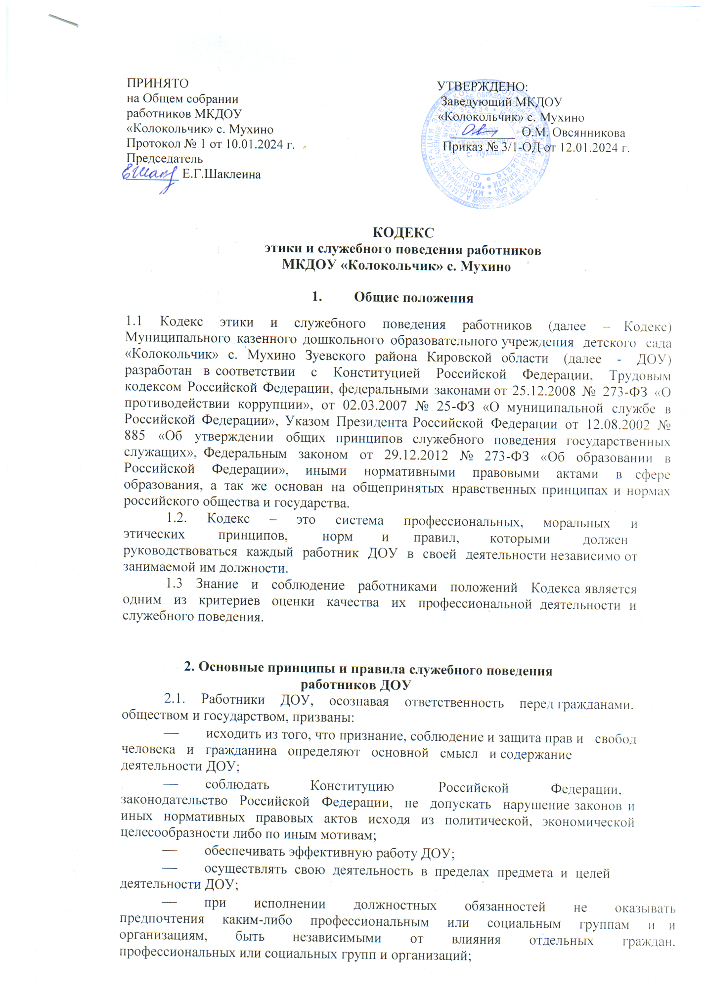 ПРИНЯТО
на Общем собрании
работников МКДОУ
«Колокольчик» с. Мухино
Протокол № 1 от 10.01.2024 г.
Председатель
Е.Г.Шаклеина
УТВЕРЖДЕНО:
Заведующий МКДОУ
«Колокольчик» с. Мухино
О.М. Овсянникова
Приказ № 3/1-ОД от 12.01.2024 г.
КОДЕКС
этики и служебного поведения работников
МКДОУ «Колокольчик» с. Мухино
1. Общие положения
1.1 Кодекс этики и служебного поведения работников (далее – Кодекс)
Муниципального казенного дошкольного образовательного учреждения детского сада
«Колокольчик» с. Мухино Зуевского района Кировской области (далее - ДОУ)
разработан в соответствии с Конституцией Российской Федерации, Трудовым
кодексом Российской Федерации, федеральными законами от 25.12.2008 № 273-ФЗ «О
противодействии коррупции», от 02.03.2007 № 25-ФЗ «О муниципальной службе в
Российской Федерации», Указом Президента Российской Федерации от 12.08.2002 №
885 «Об утверждении общих принципов служебного поведения государственных
служащих», Федеральным законом от 29.12.2012 № 273-ФЗ «Об образовании в
Российской Федерации», иными нормативными правовыми актами в сфере
образования, а так же основан на общепринятых нравственных принципах и нормах
российского общества и государства.
1.2. Кодекс – это система профессиональных, моральных и
этических принципов, норм и правил, которыми должен
руководствоваться каждый работник ДОУ в своей деятельности независимо от
занимаемой им должности.
1.3 Знание и соблюдение работниками положений Кодекса является
одним из критериев оценки качества их профессиональной деятельности и
служебного поведения.
2. Основные принципы и правила служебного поведения
работников ДОУ
2.1. Работники ДОУ, осознавая ответственность перед гражданами,
обществом и государством, призваны:
— исходить из того, что признание, соблюдение и защита прав и свобод
человека и гражданина определяют основной смысл и содержание
деятельности ДОУ;
— соблюдать Конституцию Российской Федерации,
законодательство Российской Федерации, не допускать нарушение законов и
иных нормативных правовых актов исходя из политической, экономической
целесообразности либо по иным мотивам;
— обеспечивать эффективную работу ДОУ;
— осуществлять свою деятельность в пределах предмета и целей
деятельности ДОУ;
— при исполнении должностных обязанностей не оказывать
предпочтения каким-либо профессиональным или социальным группам и и
организациям, быть независимыми от влияния отдельных граждан,
профессиональных или социальных групп и организаций;